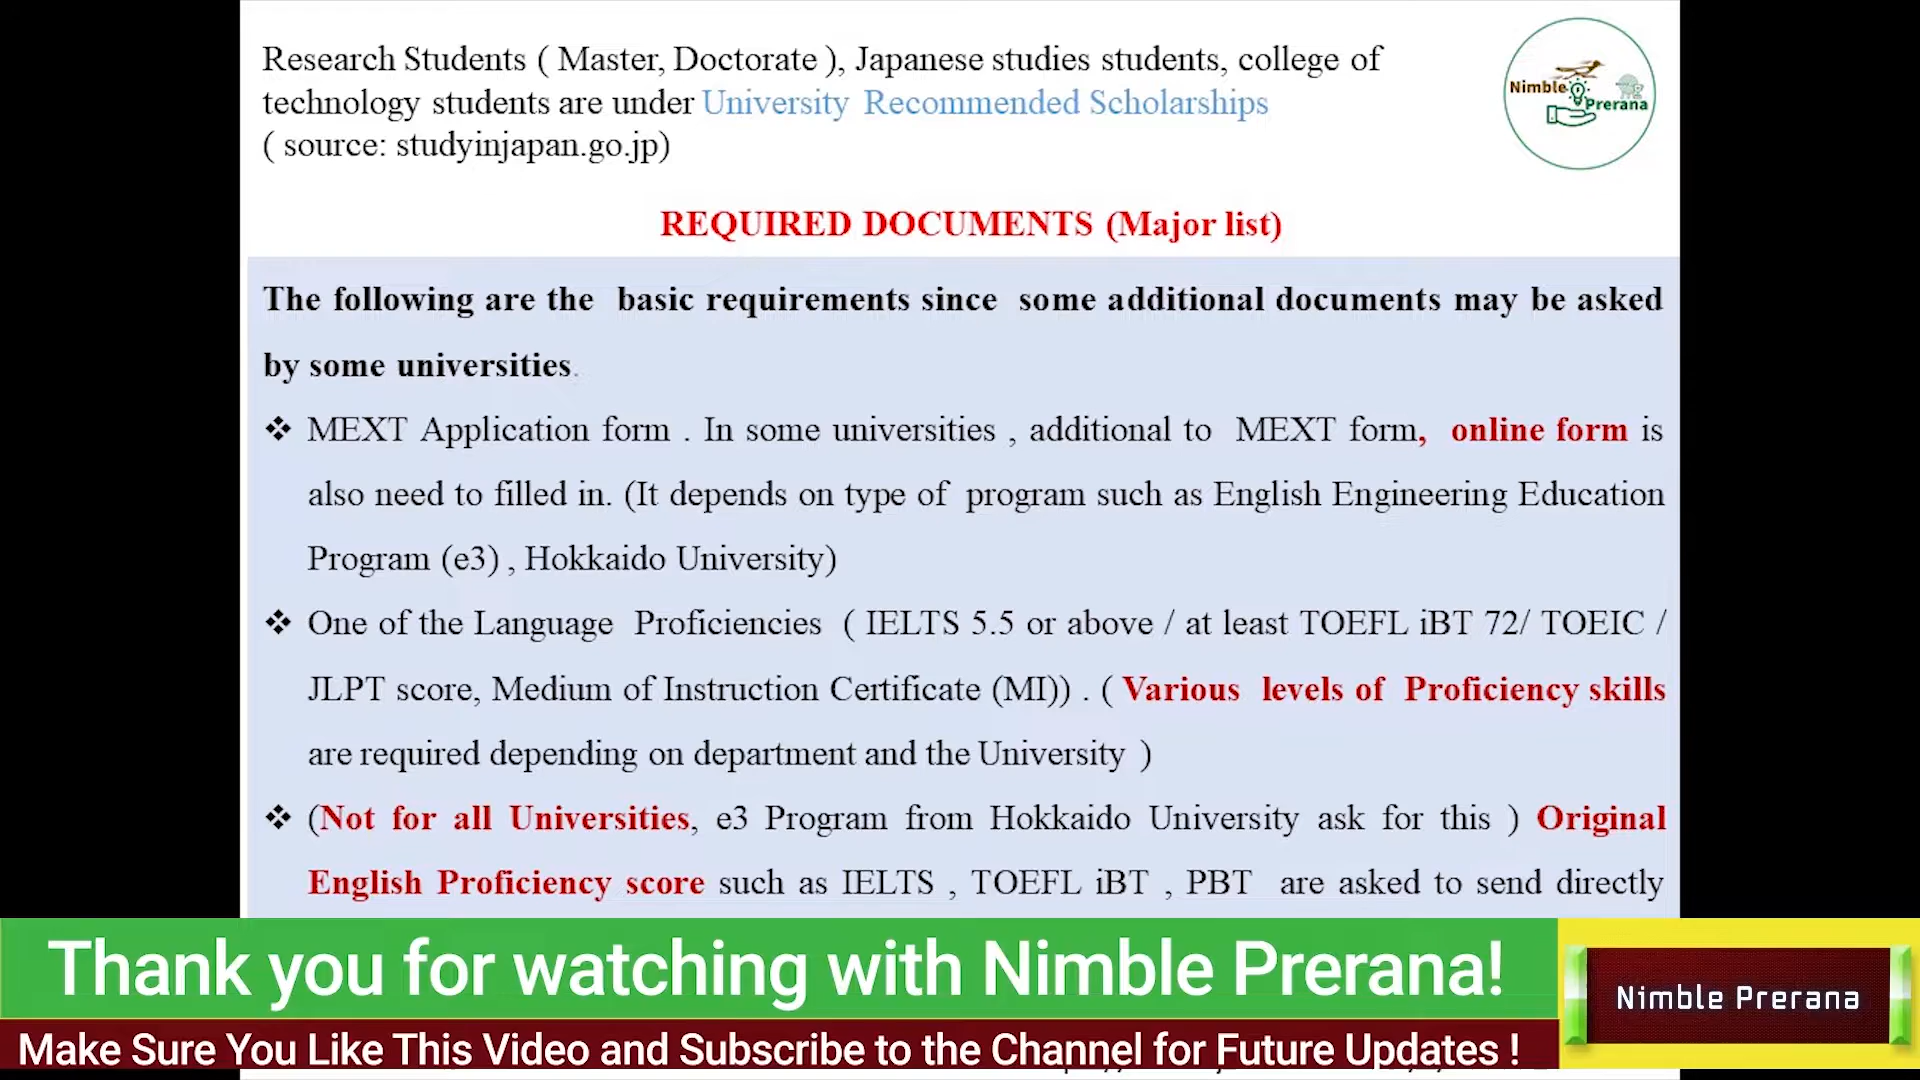 Research Students ( Master, Doctorate ), Japanese studies students, college of
technology students are under University Recommended Scholarships
( source: studyinjapan.go.jp)
Nimble
Prerana
REQUIRED DOCUMENTS (Major list)
The following are the basic requirements since some additional documents may be asked
by some universities.
❖ MEXT Application form . In some universities , additional to MEXT form, online form is
also need to filled in. (It depends on type of program such as English Engineering Education
Program (e3) , Hokkaido University)
❖ One of the Language Proficiencies ( IELTS 5.5 or above / at least TOEFL iBT 72/ TOEIC /
JLPT score, Medium of Instruction Certificate (MI)) . ( Various levels of Proficiency skills
are required depending on department and the University )
❖ (Not for all Universities, e3 Program from Hokkaido University ask for this ) Original
English Proficiency score such as IELTS , TOEFL iBT , PBT are asked to send directly
Thank you for watching with Nimble Prerana!
Nimble Prerana
Make Sure You Like This Video and Subscribe to the Channel for Future Updates !